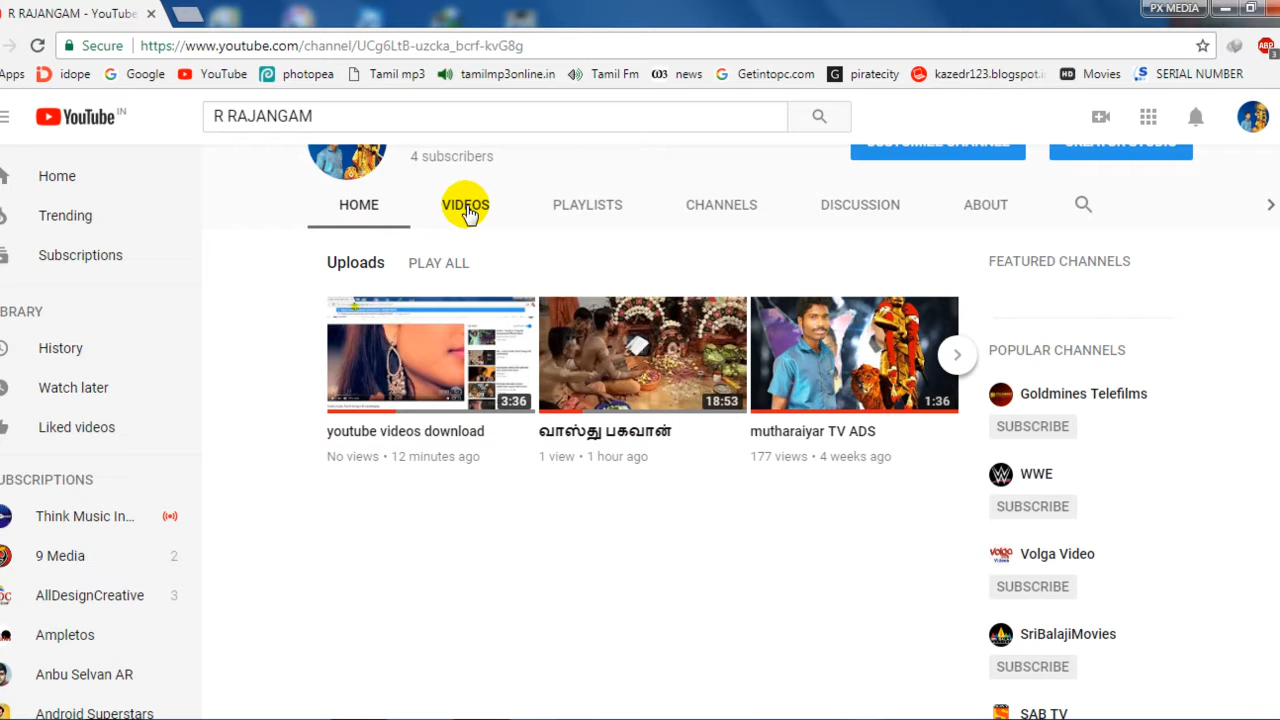 R RAJANGAM - YouTube
PX MEDIA
Secure https://www.youtube.com/channel/UCg6LtB-uzcka_bcrf-kvG8g
ABP
3
Apps idope Google YouTube photopea Tamil mp3 tamilmp3online.in Tamil Fm news Getintopc.com piratecity kazedr123.blogspot.i Movies SERIAL NUMBER
YouTube IN
R RAJANGAM
4 subscribers
CUSTOMIZE CHANNEL CREATOR STUDIO
HOME VIDEOS PLAYLISTS CHANNELS DISCUSSION ABOUT
Home
Trending
Subscriptions
BRARY
History
Watch later
Liked videos
UBSCRIPTIONS
Think Music In...
9 Media 2
AllDesignCreative 3
Ampletos
Anbu Selvan AR
Android Superstars
Uploads PLAY ALL
3:36
18:53
1:36
youtube videos download
No views • 12 minutes ago
வாஸ்து பகவான்
1 view • 1 hour ago
mutharaiyar TV ADS
177 views • 4 weeks ago
FEATURED CHANNELS
POPULAR CHANNELS
Goldmines Telefilms
SUBSCRIBE
WWE
SUBSCRIBE
Volga Video
SUBSCRIBE
SriBalajiMovies
SUBSCRIBE
SAB TV